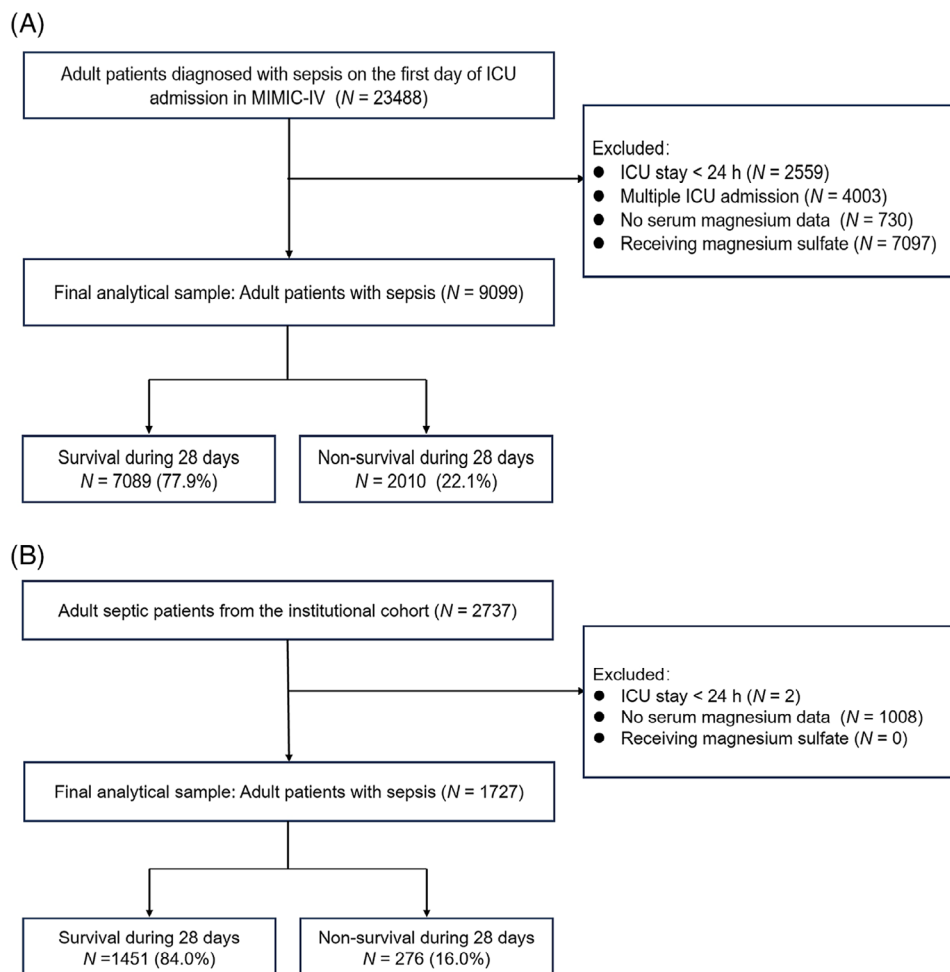 (A)
Adult patients diagnosed with sepsis on the first day of ICU
admission in MIMIC-IV (N = 23488)
Excluded:
● ICU stay < 24 h (N = 2559)
● Multiple ICU admission (N = 4003)
● No serum magnesium data (N = 730)
● Receiving magnesium sulfate (N = 7097)
Final analytical sample: Adult patients with sepsis (N = 9099)
Survival during 28 days
N = 7089 (77.9%)
Non-survival during 28 days
N = 2010 (22.1%)
(B)
Adult septic patients from the institutional cohort (N = 2737)
Excluded:
● ICU stay < 24 h (N = 2)
● No serum magnesium data (N = 1008)
● Receiving magnesium sulfate (N = 0)
Final analytical sample: Adult patients with sepsis (N = 1727)
Survival during 28 days
N =1451 (84.0%)
Non-survival during 28 days
N = 276 (16.0%)